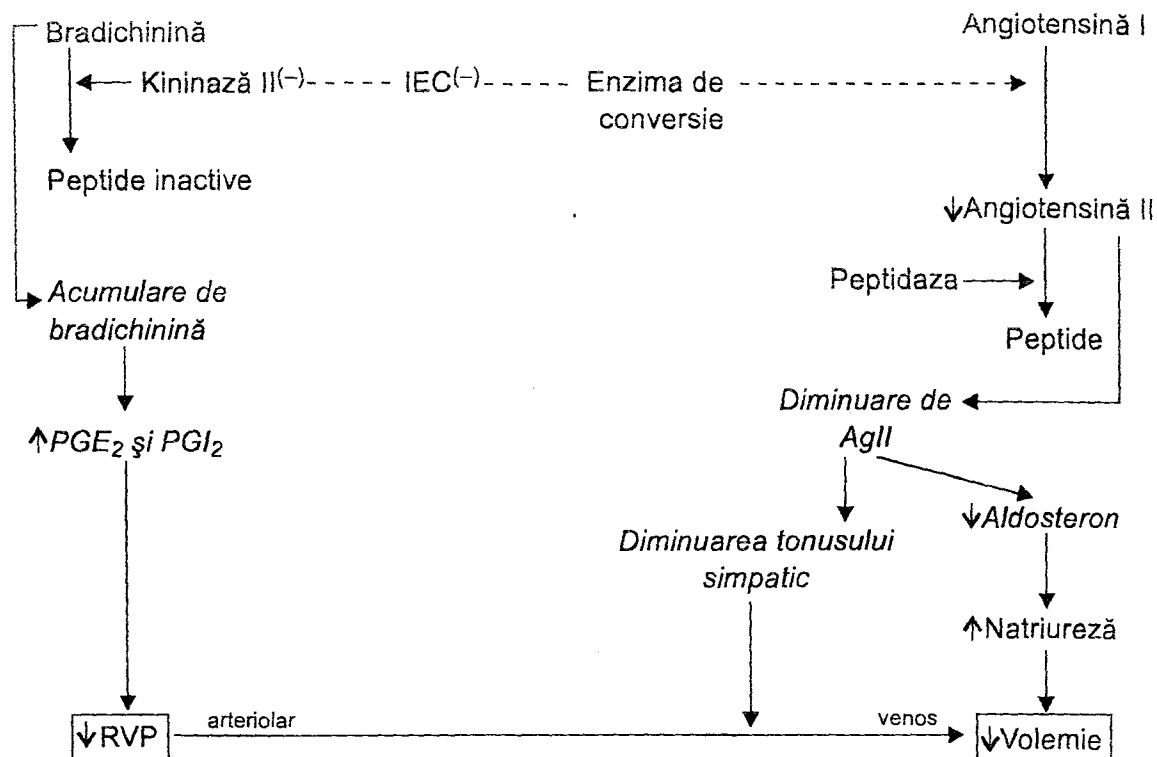 Bradichinină
Angiotensină I
Kininază II(–) IEC(–) Enzima de
conversie
Peptide inactive
↓Angiotensină II
Peptidaza
Peptide
Acumulare de
bradichinină
Diminuare de
AgII
↑PGE2 şi PGI2
↓Aldosteron
Diminuarea tonusului
simpatic
↑Natriureză
↓RVP arteriolar venos ↓Volemie